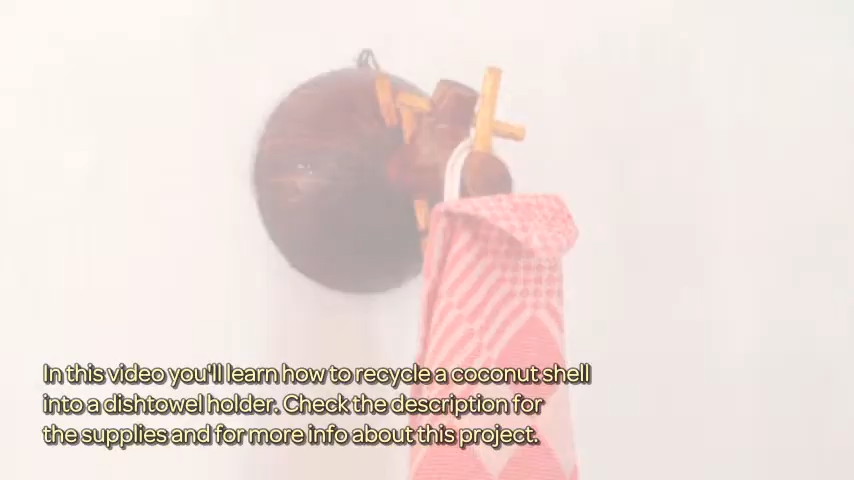 In this video you'll learn how to recycle a coconut shell
into a dishtowel holder. Check the description for
the supplies and for more info about this project.